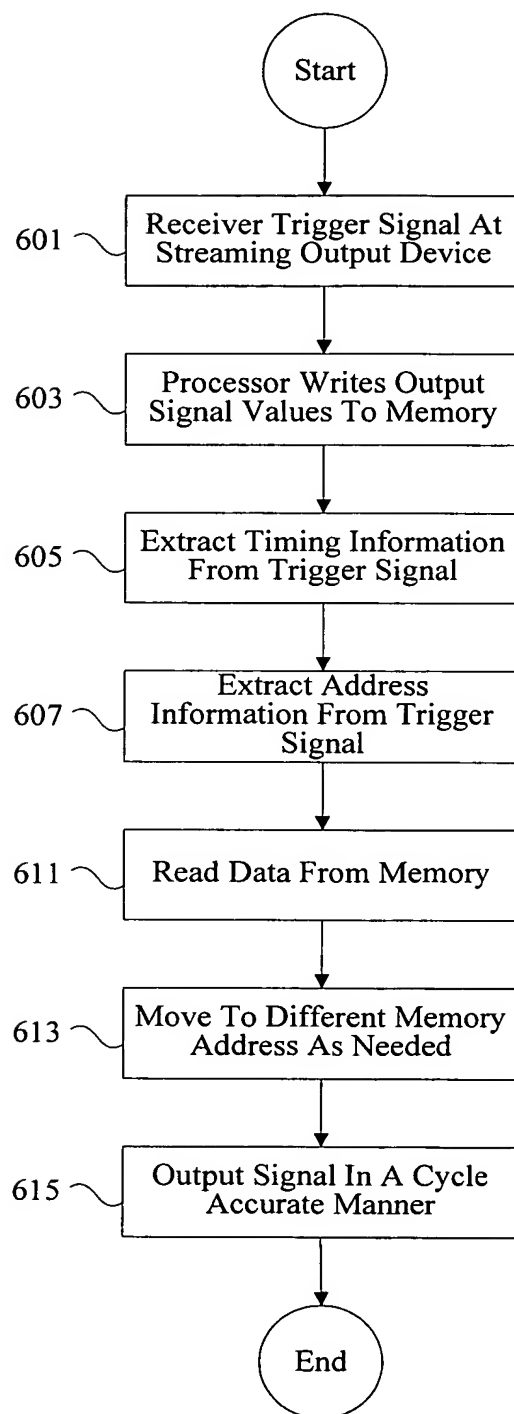 Start
601
Receiver Trigger Signal At
Streaming Output Device
603
Processor Writes Output
Signal Values To Memory
605
Extract Timing Information
From Trigger Signal
607
Extract Address
Information From Trigger
Signal
611
Read Data From Memory
613
Move To Different Memory
Address As Needed
615
Output Signal In A Cycle
Accurate Manner
End